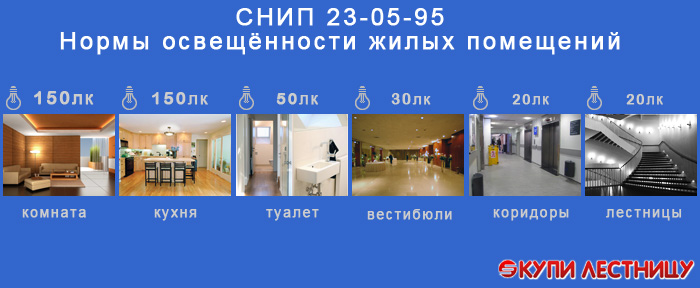 СНИП 23-05-95
Нормы освещённости жилых помещений
150лк 150лк 50лк 30лк 20лк 20лк
комната кухня туалет вестибюли коридоры лестницы
КУПИ ЛЕСТНИЦУ